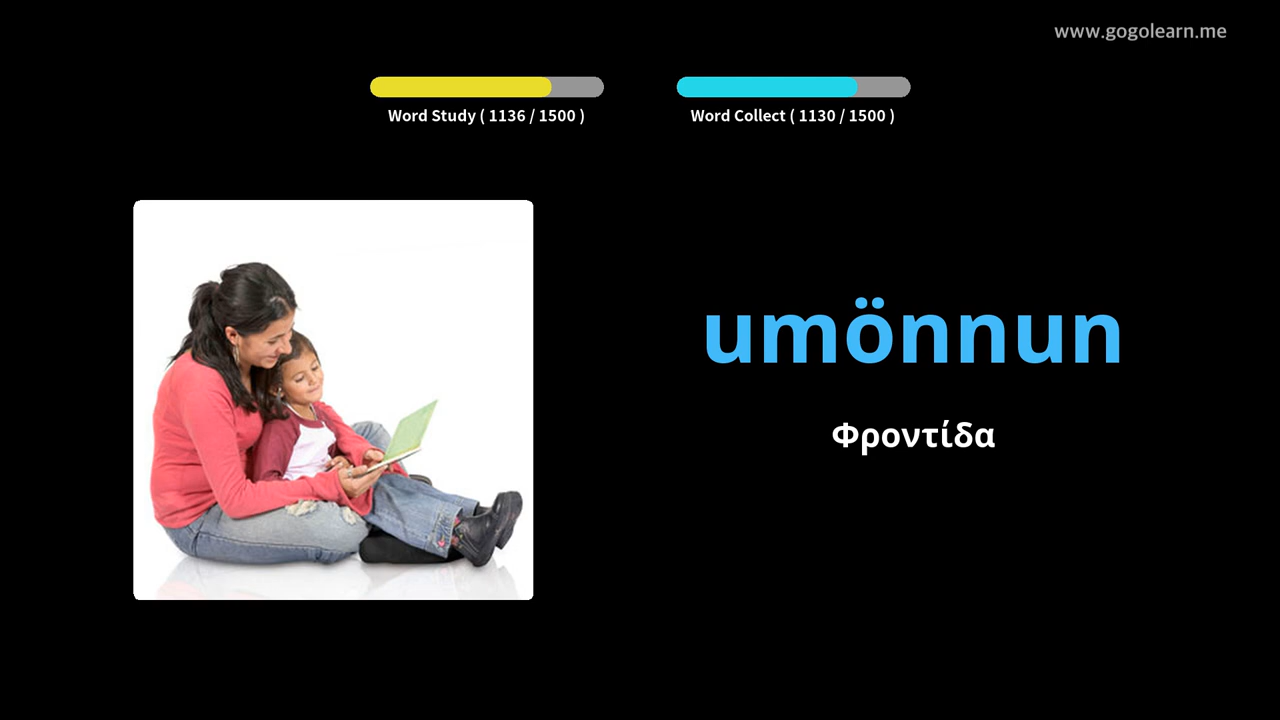 www.gogolearn.me
Word Study ( 1136 / 1500 )
Word Collect ( 1130 / 1500 )
umönnun
Φροντίδα